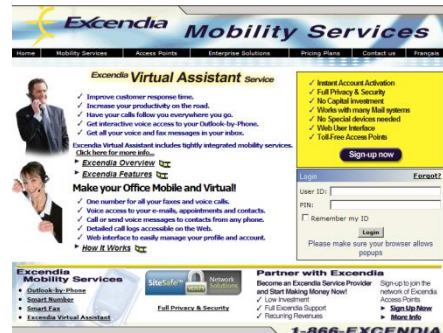 Excendia Mobility Services
Home Mobility Services Access Points Enterprise Solutions Pricing Plans Contact us Français
Excendia Virtual Assistant Service
✓ Improve customer response time.
✓ Increase your productivity on the road.
✓ Have your calls follow you everywhere you go.
✓ Get interactive voice access to your Outlook-by-Phone.
✓ Get all your voice and fax messages in your inbox.
Excendia Virtual Assistant includes tightly integrated mobility services.
Click here for more info...
► Excendia Overview
► Excendia Features
Make your Office Mobile and Virtual!
✓ One number for all your faxes and voice calls.
✓ Voice access to your e-mails, appointments and contacts.
✓ Call or send voice messages to contacts from any phone.
✓ Detailed call logs accessible on the Web.
✓ Web interface to easily manage your profile and account.
► How It Works
✓ Instant Account Activation
✓ Full Privacy & Security
✓ No Capital investment
✓ Works with many Mail systems
✓ No Special devices needed
✓ Web User Interface
✓ Toll-Free Access Points
Sign-up now
Login Forgot?
User ID:
PIN:
Remember my ID
Login
Please make sure your browser allows
popups
Excendia
Mobility Services
► Outlook-by-Phone
► Smart Number
► Smart Fax
► Excendia Virtual Assistant
SiteSafe Network
Solutions
Full Privacy & Security
Partner with Excendia
Become an Excendia Service Provider
and Start Making Money Now!
✓ Low Investment
✓ Full Excendia Support
✓ Recurring Revenues
Sign-up to join the
network of Excendia
Access Points
► Sign Up Now
► More Info
1-866-EXCENDIA